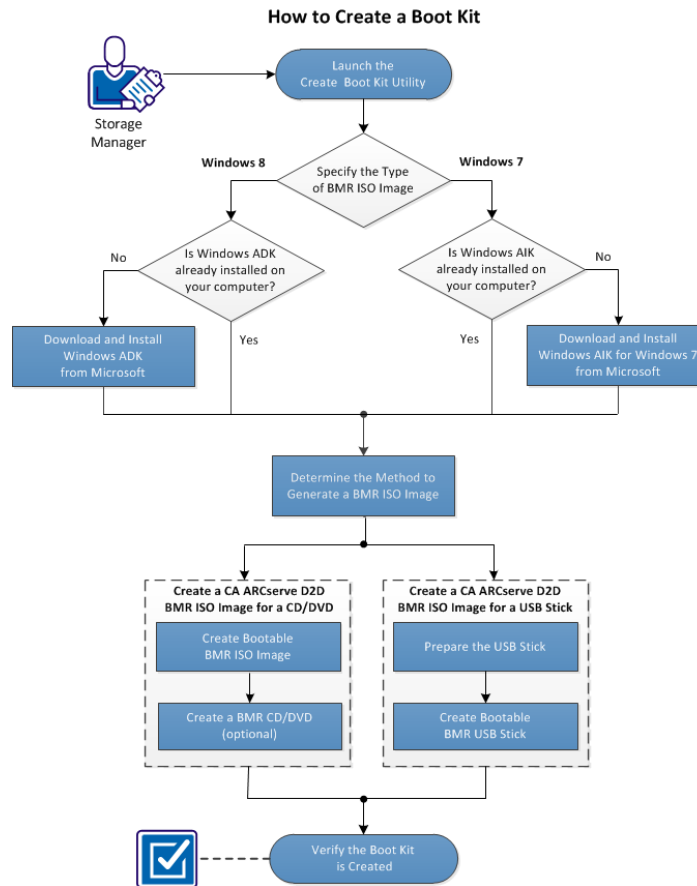 How to Create a Boot Kit
Launch the
Create Boot Kit Utility
Storage
Manager
Windows 8
Windows 7
Specify the Type
of BMR ISO Image
No
Is Windows ADK
already installed on
your computer?
Is Windows AIK
already installed on
your computer?
No
Download and Install
Windows ADK
from Microsoft
Yes
Yes
Download and Install
Windows AIK for Windows 7
from Microsoft
Determine the Method to
Generate a BMR ISO Image
Create a CA ARCserve D2D
BMR ISO Image for a CD/DVD
Create Bootable
BMR ISO Image
Create a BMR CD/DVD
(optional)
Create a CA ARCserve D2D
BMR ISO Image for a USB Stick
Prepare the USB Stick
Create Bootable
BMR USB Stick
Verify the Boot Kit
is Created